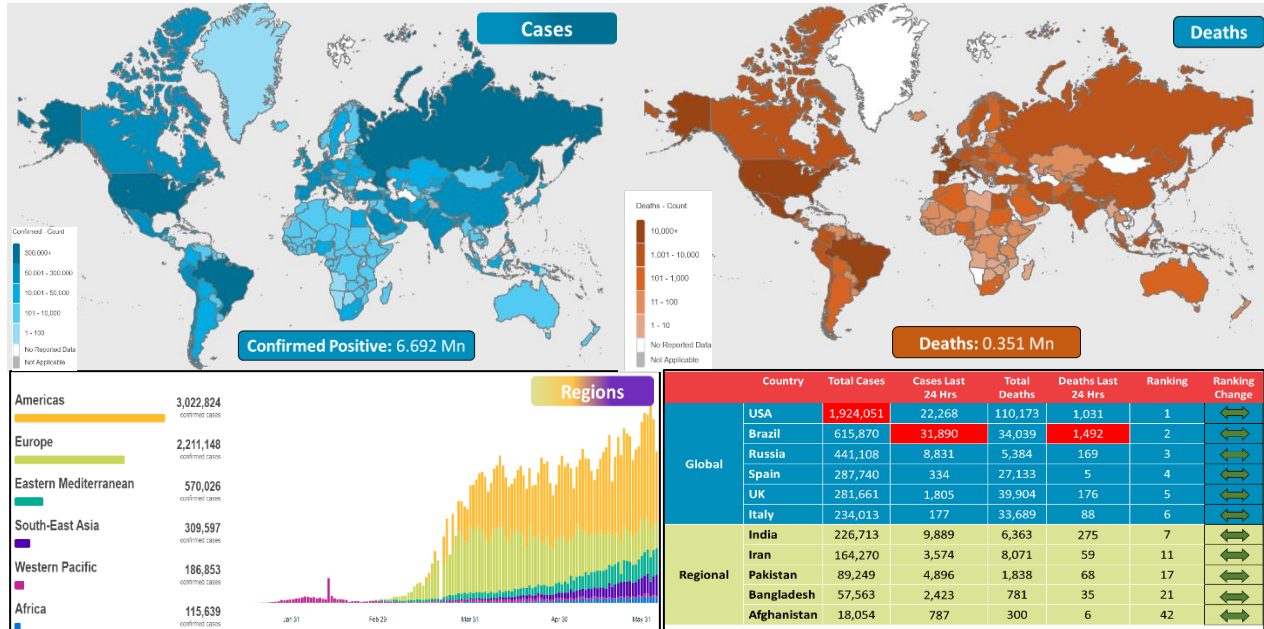 Cases
Confirmed - Count
300,000+
50,001 - 300,000
10,001 - 50,000
101 - 10,000
1 - 100
No Reported Data
Not Applicable
Confirmed Positive: 6.692 Mn
Deaths
Deaths - Count
10,000+
1,001 - 10,000
101 - 1,000
11 - 100
1 - 10
No Reported Data
Not Applicable
Deaths: 0.351 Mn
Regions
Americas 3,022,824
confirmed cases
Europe 2,211,148
confirmed cases
Eastern Mediterranean 570,026
confirmed cases
South-East Asia 309,597
confirmed cases
Western Pacific 186,853
confirmed cases
Africa 115,639
confirmed cases
Jan 31 Feb 29 Mar 31 Apr 30 May 31
Country Total Cases Cases Last 24 Hrs Total Deaths Deaths Last 24 Hrs Ranking Ranking Change
Global
USA 1,924,051 22,268 110,173 1,031 1
Brazil 615,870 31,890 34,039 1,492 2
Russia 441,108 8,831 5,384 169 3
Spain 287,740 334 27,133 5 4
UK 281,661 1,805 39,904 176 5
Italy 234,013 177 33,689 88 6
Regional
India 226,713 9,889 6,363 275 7
Iran 164,270 3,574 8,071 59 11
Pakistan 89,249 4,896 1,838 68 17
Bangladesh 57,563 2,423 781 35 21
Afghanistan 18,054 787 300 6 42